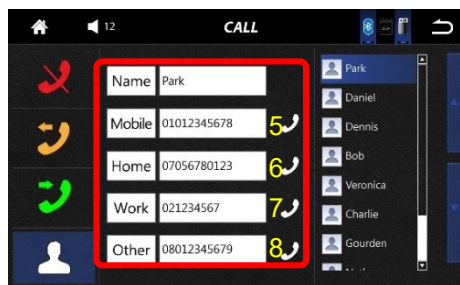 12 CALL
Name Park
Mobile 01012345678 5
Home 07056780123 6
Work 021234567 7
Other 08012345679 8
Park
Daniel
Dennis
Bob
Veronica
Charlie
Gourden